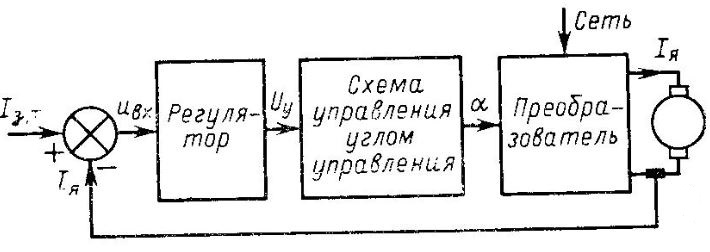 Сеть
Iя
Iз.т
+
−
Iя
uвх
Регуля-
тор
Uу
Схема
управления
углом
управления
α
Преобра-
зователь